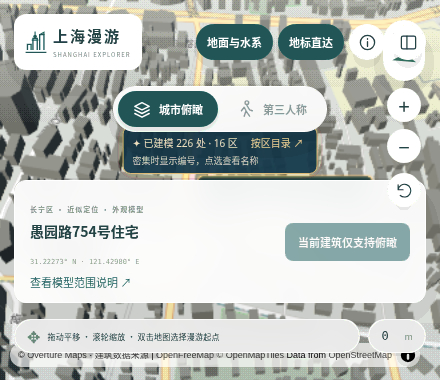 上海漫游
SHANGHAI EXPLORER
地面与水系
地标直达
城市俯瞰
第三人称
✦ 已建模 226 处 · 16 区 按区目录 ↗
密集时显示编号，点选查看名称
长宁区 · 近似定位 · 外观模型
愚园路754号住宅
31.22273° N · 121.42980° E
查看模型范围说明 ↗
当前建筑仅支持俯瞰
拖动平移 · 滚轮缩放 · 双击地图选择漫游起点
0 m
© Overture Maps · 建筑数据来源 | OpenFreeMap © OpenMapTiles Data from OpenStreetMap